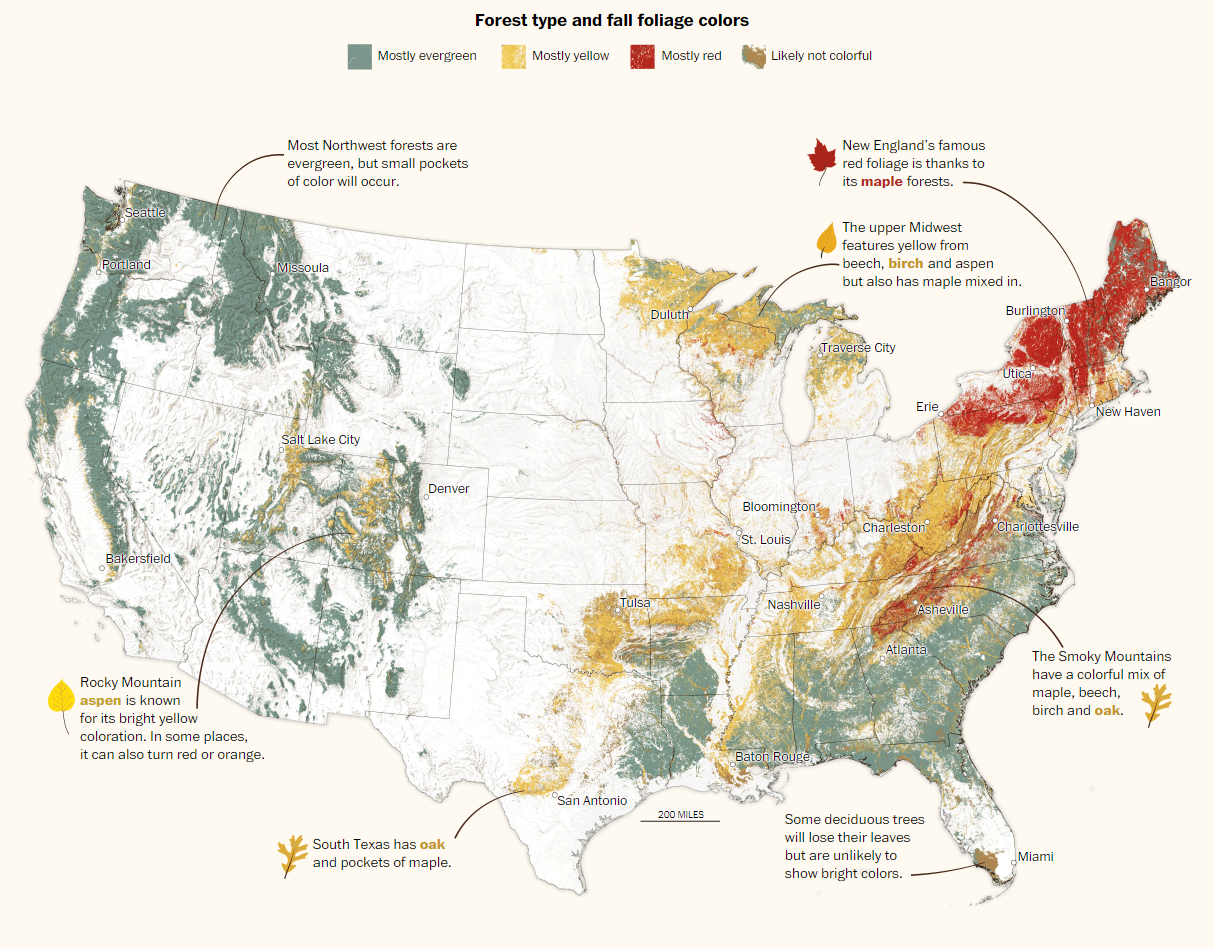 Forest type and fall foliage colors
Mostly evergreen
Mostly yellow
Mostly red
Likely not colorful
Most Northwest forests are
evergreen, but small pockets
of color will occur.
New England's famous
red foliage is thanks to
its maple forests.
The upper Midwest
features yellow from
beech, birch and aspen
but also has maple mixed in.
Seattle
Portland
Missoula
Bangor
Duluth
Burlington
Traverse City
Utica
Erie
New Haven
Salt Lake City
Denver
Bloomington
Charleston
Charlottesville
St. Louis
Bakersfield
Tulsa
Nashville
Asheville
Atlanta
The Smoky Mountains
have a colorful mix of
maple, beech,
birch and oak.
Rocky Mountain
aspen is known
for its bright yellow
coloration. In some places,
it can also turn red or orange.
Baton Rouge
San Antonio
200 MILES
South Texas has oak
and pockets of maple.
Some deciduous trees
will lose their leaves
but are unlikely to
show bright colors.
Miami